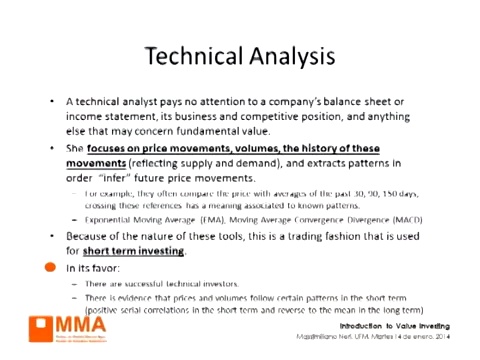 Technical Analysis
• A technical analyst pays no attention to a company's balance sheet or
income statement, its business and competitive position, and anything
else that may concern fundamental value.
• She focuses on price movements, volumes, the history of these
movements (reflecting supply and demand), and extracts patterns in
order "infer" future price movements.
– For example, they often compare the price with averages of the past 30, 90, 150 days,
crossing these references has a meaning associated to known patterns.
– Exponential Moving Average (EMA), Moving Average Convergence Divergence (MACD)
• Because of the nature of these tools, this is a trading fashion that is used
for short term investing.
In its favor:
– There are successful technical investors.
– There is evidence that prices and volumes follow certain patterns in the short term
(positive serial correlations in the short term and reverse to the mean in the long term)
MMA
Introduction to Value Investing
Massimiliano Neri, UFM, Martes 14 de enero, 2014